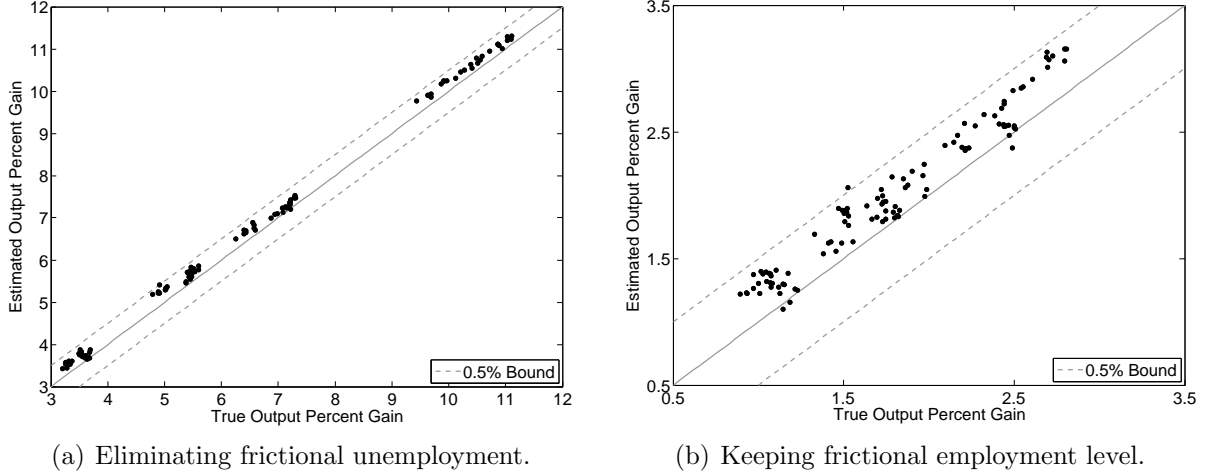 12
11
10
9
8
7
6
5
4
3
3 4 5 6 7 8 9 10 11 12
Estimated Output Percent Gain
True Output Percent Gain
0.5% Bound
(a) Eliminating frictional unemployment.
3.5
2.5
1.5
0.5
0.5 1.5 2.5 3.5
Estimated Output Percent Gain
True Output Percent Gain
0.5% Bound
(b) Keeping frictional employment level.